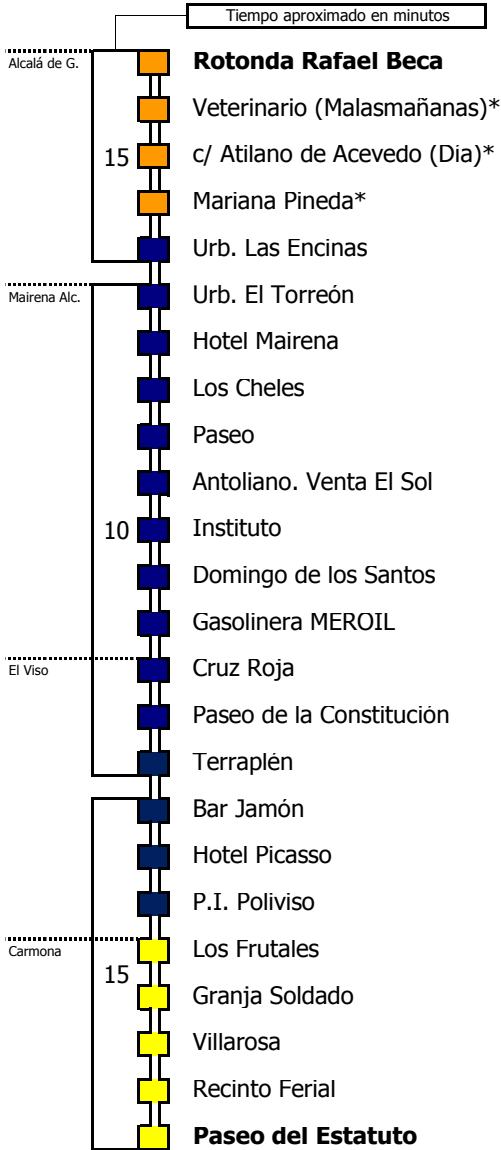 Tiempo aproximado en minutos
Alcalá de G.
Rotonda Rafael Beca
Veterinario (Malasmañanas)*
15
c/ Atilano de Acevedo (Dia)*
Mariana Pineda*
Urb. Las Encinas
Mairena Alc.
Urb. El Torreón
Hotel Mairena
Los Cheles
Paseo
Antoliano. Venta El Sol
10
Instituto
Domingo de los Santos
Gasolinera MEROIL
El Viso
Cruz Roja
Paseo de la Constitución
Terraplén
Bar Jamón
Hotel Picasso
P.I. Poliviso
Carmona
Los Frutales
15
Granja Soldado
Villarosa
Recinto Ferial
Paseo del Estatuto